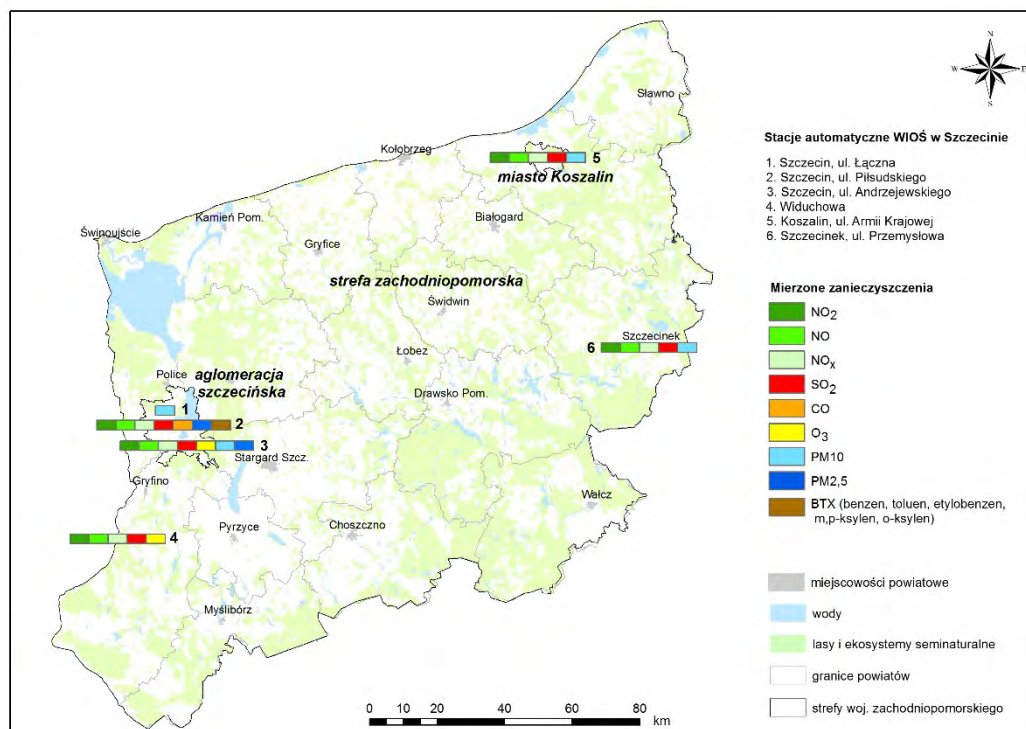 N
W
E
S
Sławno
Kołobrzeg
5
miasto Koszalin
Kamień Pom.
Białogard
Świnoujście
Gryfice
strefa zachodniopomorska
Świdwin
Szczecinek
6
Łobez
Police
aglomeracja
szczecińska
Drawsko Pom.
1
2
3
Stargard Szcz.
Gryfino
Wałcz
Pyrzyce
Choszczno
4
Myślibórz
0 10 20 40 60 80
km
Stacje automatyczne WIOŚ w Szczecinie
1. Szczecin, ul. Łączna
2. Szczecin, ul. Piłsudskiego
3. Szczecin, ul. Andrzejewskiego
4. Widuchowa
5. Koszalin, ul. Armii Krajowej
6. Szczecinek, ul. Przemysłowa
Mierzone zanieczyszczenia
NO2
NO
NOx
SO2
CO
O3
PM10
PM2,5
BTX (benzen, toluen, etylobenzen,
m,p-ksylen, o-ksylen)
miejscowości powiatowe
wody
lasy i ekosystemy seminaturalne
granice powiatów
strefy woj. zachodniopomorskiego